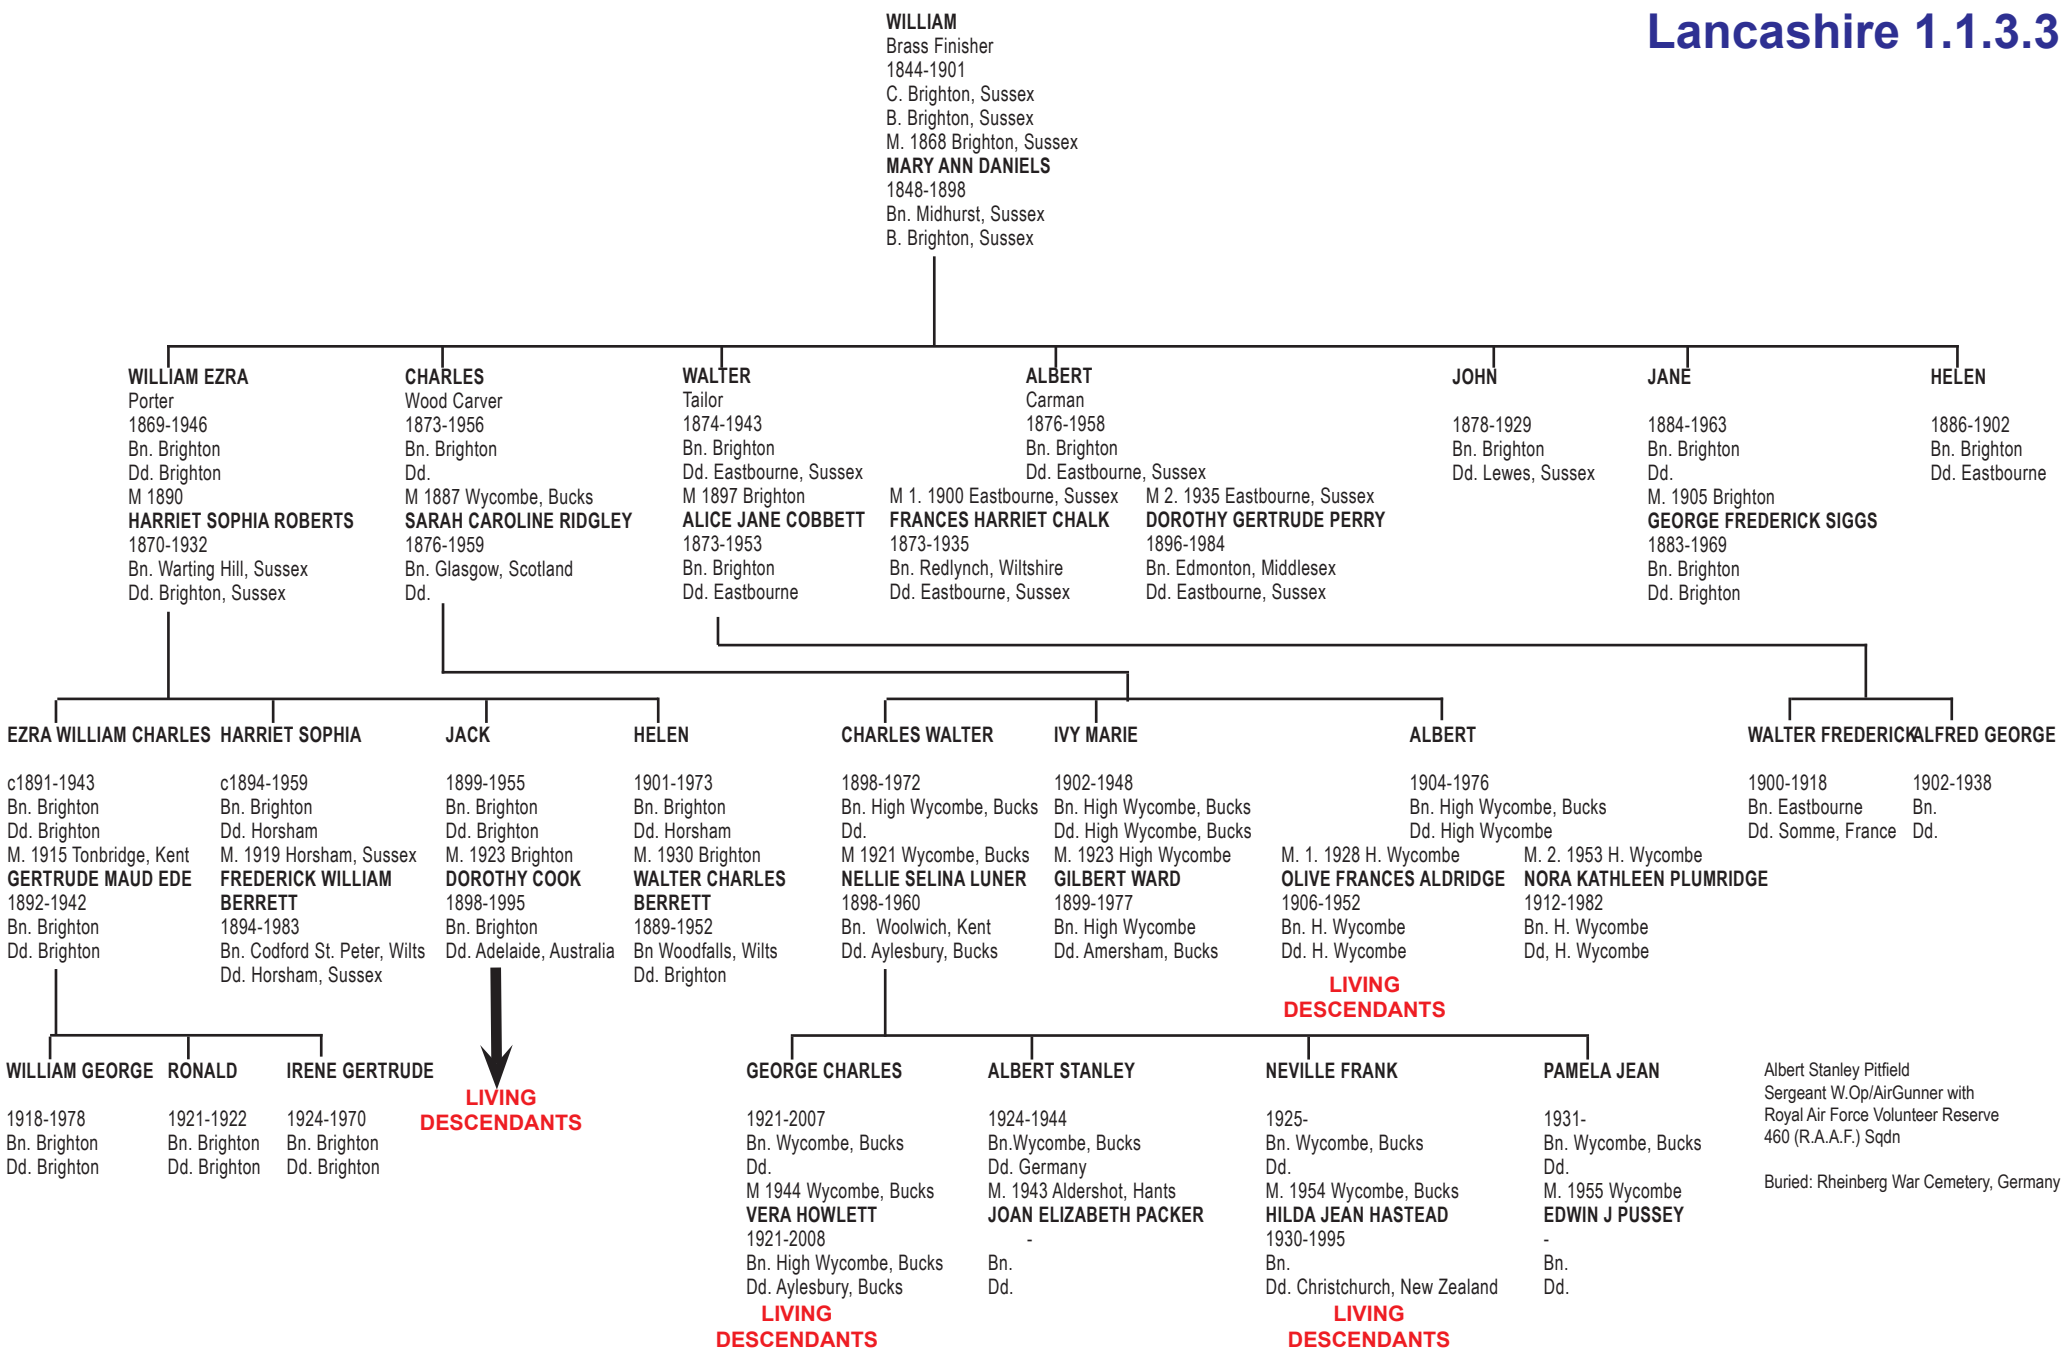 Lancashire 1.1.3.3
WILLIAM
Brass Finisher
1844-1901
C. Brighton, Sussex
B. Brighton, Sussex
M. 1868 Brighton, Sussex
MARY ANN DANIELS
1848-1898
Bn. Midhurst, Sussex
B. Brighton, Sussex
WILLIAM EZRA
Porter
1869-1946
Bn. Brighton
Dd. Brighton
M 1890
HARRIET SOPHIA ROBERTS
1870-1932
Bn. Warting Hill, Sussex
Dd. Brighton, Sussex
CHARLES
Wood Carver
1873-1956
Bn. Brighton
Dd.
M 1887 Wycombe, Bucks
SARAH CAROLINE RIDGLEY
1876-1959
Bn. Glasgow, Scotland
Dd.
WALTER
Tailor
1874-1943
Bn. Brighton
Dd. Eastbourne, Sussex
M 1897 Brighton
ALICE JANE COBBETT
1873-1953
Bn. Brighton
Dd. Eastbourne
ALBERT
Carman
1876-1958
Bn. Brighton
Dd. Eastbourne, Sussex
M 1. 1900 Eastbourne, Sussex
FRANCES HARRIET CHALK
1873-1935
Bn. Redlynch, Wiltshire
Dd. Eastbourne, Sussex
M 2. 1935 Eastbourne, Sussex
DOROTHY GERTRUDE PERRY
1896-1984
Bn. Edmonton, Middlesex
Dd. Eastbourne, Sussex
JOHN
1878-1929
Bn. Brighton
Dd. Lewes, Sussex
JANE
1884-1963
Bn. Brighton
Dd.
M. 1905 Brighton
GEORGE FREDERICK SIGGS
1883-1969
Bn. Brighton
Dd. Brighton
HELEN
1886-1902
Bn. Brighton
Dd. Eastbourne
EZRA WILLIAM CHARLES
c1891-1943
Bn. Brighton
Dd. Brighton
M. 1915 Tonbridge, Kent
GERTRUDE MAUD EDE
1892-1942
Bn. Brighton
Dd. Brighton
HARRIET SOPHIA
c1894-1959
Bn. Brighton
Dd. Horsham
M. 1919 Horsham, Sussex
FREDERICK WILLIAM
BERRETT
1894-1983
Bn. Codford St. Peter, Wilts
Dd. Horsham, Sussex
JACK
1899-1955
Bn. Brighton
Dd. Brighton
M. 1923 Brighton
DOROTHY COOK
1898-1995
Bn. Brighton
Dd. Adelaide, Australia
LIVING
DESCENDANTS
HELEN
1901-1973
Bn. Brighton
Dd. Horsham
M. 1930 Brighton
WALTER CHARLES
BERRETT
1889-1952
Bn Woodfalls, Wilts
Dd. Brighton
CHARLES WALTER
1898-1972
Bn. High Wycombe, Bucks
Dd.
M 1921 Wycombe, Bucks
NELLIE SELINA LUNER
1898-1960
Bn. Woolwich, Kent
Dd. Aylesbury, Bucks
IVY MARIE
1902-1948
Bn. High Wycombe, Bucks
Dd. High Wycombe, Bucks
M. 1923 High Wycombe
GILBERT WARD
1899-1977
Bn. High Wycombe
Dd. Amersham, Bucks
ALBERT
1904-1976
Bn. High Wycombe, Bucks
Dd. High Wycombe
M. 1. 1928 H. Wycombe
OLIVE FRANCES ALDRIDGE
1906-1952
Bn. H. Wycombe
Dd. H. Wycombe
LIVING
DESCENDANTS
M. 2. 1953 H. Wycombe
NORA KATHLEEN PLUMRIDGE
1912-1982
Bn. H. Wycombe
Dd, H. Wycombe
WALTER FREDERICK
1900-1918
Bn. Eastbourne
Dd. Somme, France
ALFRED GEORGE
1902-1938
Bn.
Dd.
WILLIAM GEORGE
1918-1978
Bn. Brighton
Dd. Brighton
RONALD
1921-1922
Bn. Brighton
Dd. Brighton
IRENE GERTRUDE
1924-1970
Bn. Brighton
Dd. Brighton
GEORGE CHARLES
1921-2007
Bn. Wycombe, Bucks
Dd.
M 1944 Wycombe, Bucks
VERA HOWLETT
1921-2008
Bn. High Wycombe, Bucks
Dd. Aylesbury, Bucks
LIVING
DESCENDANTS
ALBERT STANLEY
1924-1944
Bn.Wycombe, Bucks
Dd. Germany
M. 1943 Aldershot, Hants
JOAN ELIZABETH PACKER
-
Bn.
Dd.
NEVILLE FRANK
1925-
Bn. Wycombe, Bucks
Dd.
M. 1954 Wycombe, Bucks
HILDA JEAN HASTEAD
1930-1995
Bn.
Dd. Christchurch, New Zealand
LIVING
DESCENDANTS
PAMELA JEAN
1931-
Bn. Wycombe, Bucks
Dd.
M. 1955 Wycombe
EDWIN J PUSSEY
-
Bn.
Dd.
Albert Stanley Pitfield
Sergeant W.Op/AirGunner with
Royal Air Force Volunteer Reserve
460 (R.A.A.F.) Sqdn
Buried: Rheinberg War Cemetery, Germany